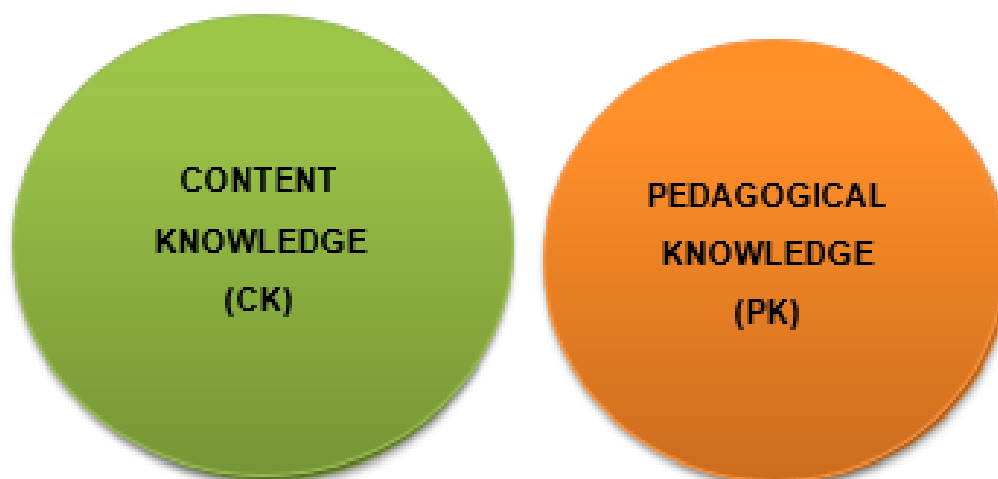 CONTENT
KNOWLEDGE
(CK)
PEDAGOGICAL
KNOWLEDGE
(PK)